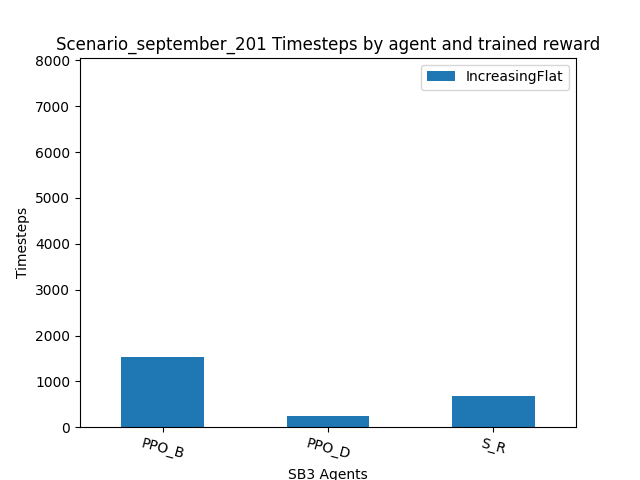 Scenario_september_201 Timesteps by agent and trained reward
IncreasingFlat
8000
7000
6000
5000
4000
3000
2000
1000
0
Timesteps
PPO_B
PPO_D
S_R
SB3 Agents